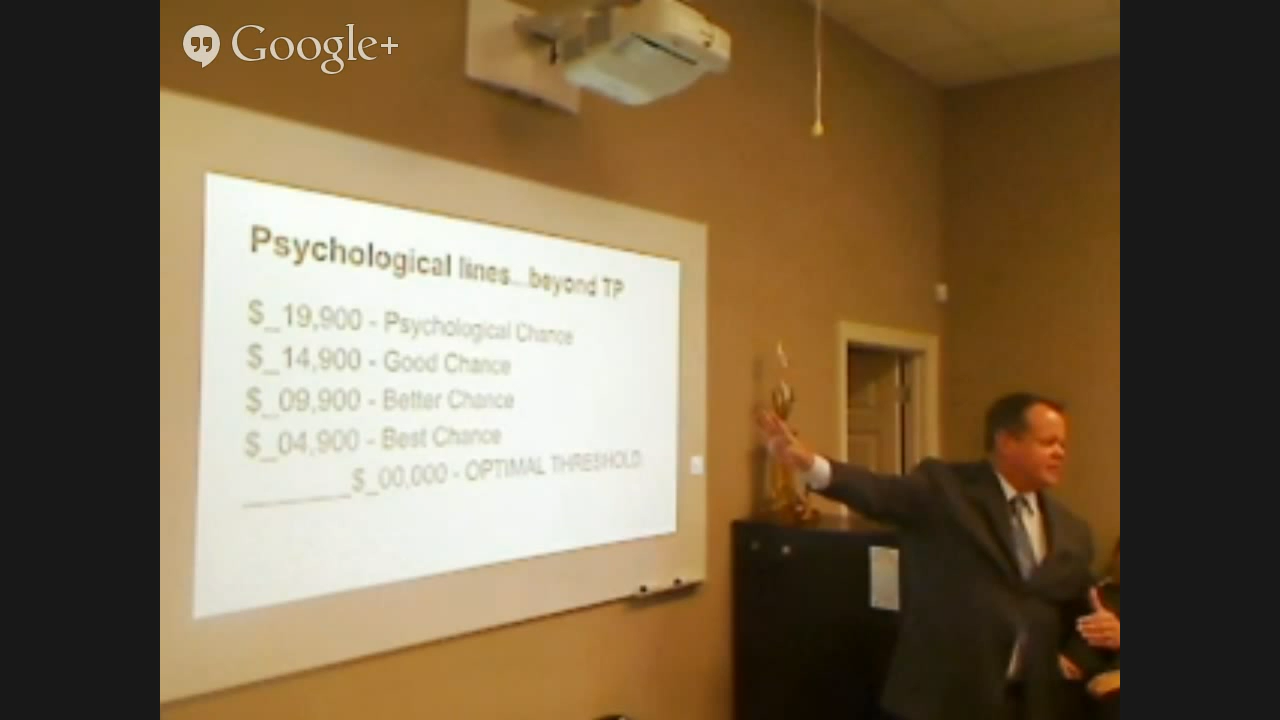 Google+
Psychological lines...beyond TP
$_19,900 - Psychological Chance
$_14,900 - Good Chance
$_09,900 - Better Chance
$_04,900 - Best Chance
_______$_00,000 - OPTIMAL THRESHOLD